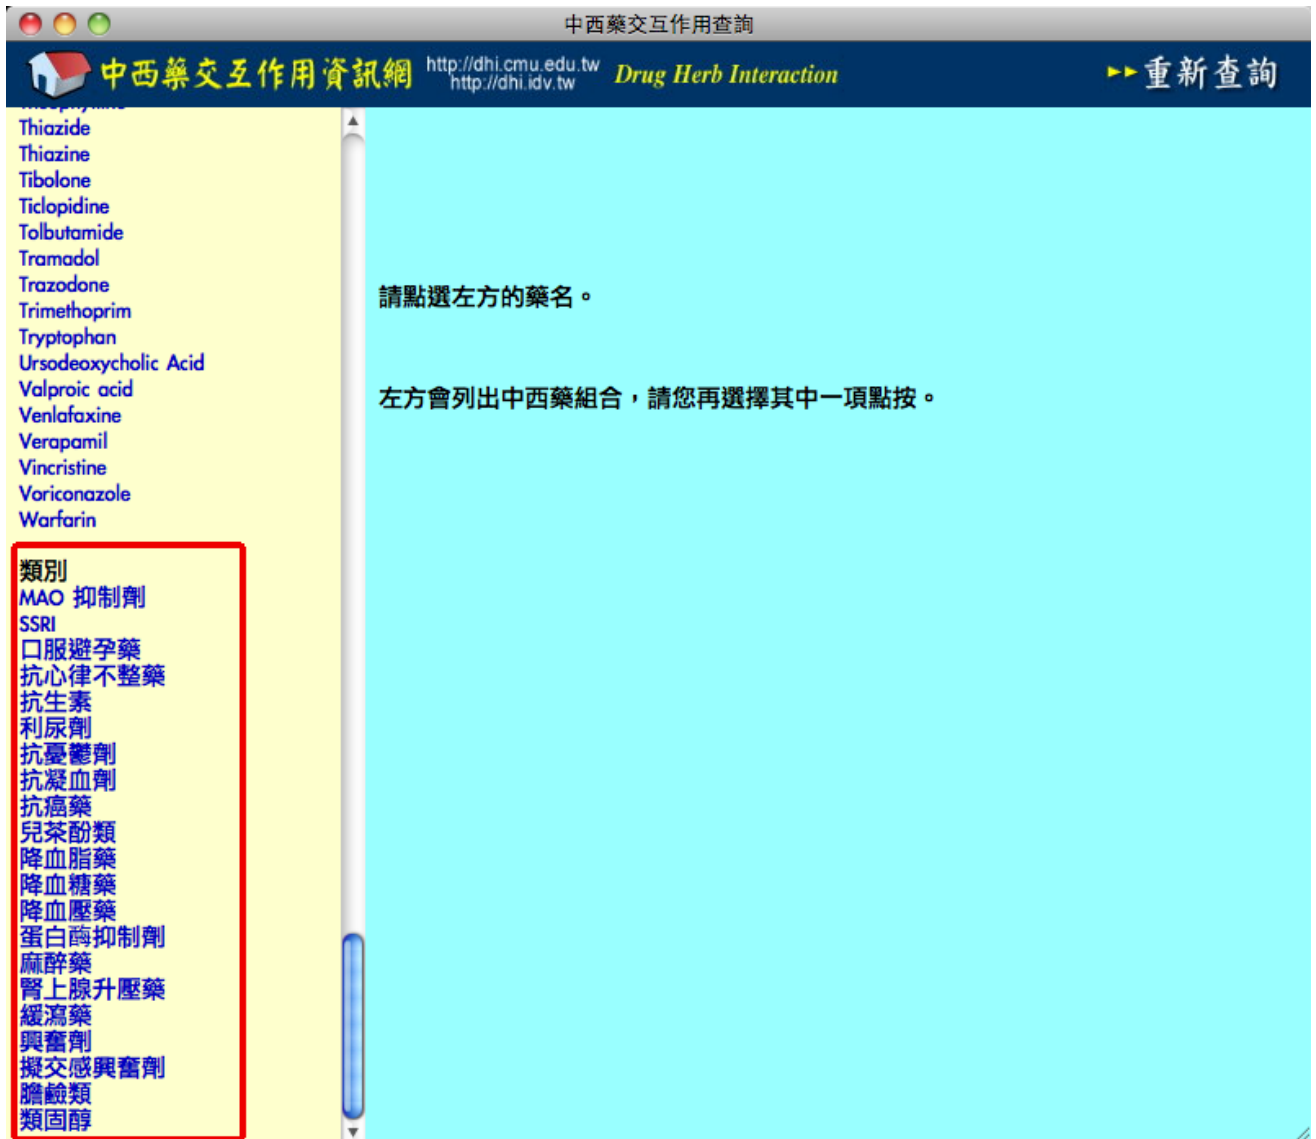 中西藥交互作用查詢
中西藥交互作用資訊網 http://dhi.cmu.edu.tw Drug Herb Interaction ►►重新查詢
http://dhi.idv.tw
Thiazide
Thiazine
Tibolone
Ticlopidine
Tolbutamide
Tramadol
Trazodone
Trimethoprim
Tryptophan
Ursodeoxycholic Acid
Valproic acid
Venlafaxine
Verapamil
Vincristine
Voriconazole
Warfarin
類別
MAO 抑制劑
SSRI
口服避孕藥
抗心律不整藥
抗生素
利尿劑
抗憂鬱劑
抗凝血劑
抗癌藥
兒茶酚類
降血脂藥
降血糖藥
降血壓藥
蛋白酶抑制劑
麻醉藥
腎上腺升壓藥
緩瀉藥
興奮劑
擬交感興奮劑
膽鹼類
類固醇
請點選左方的藥名。
左方會列出中西藥組合，請您再選擇其中一項點按。